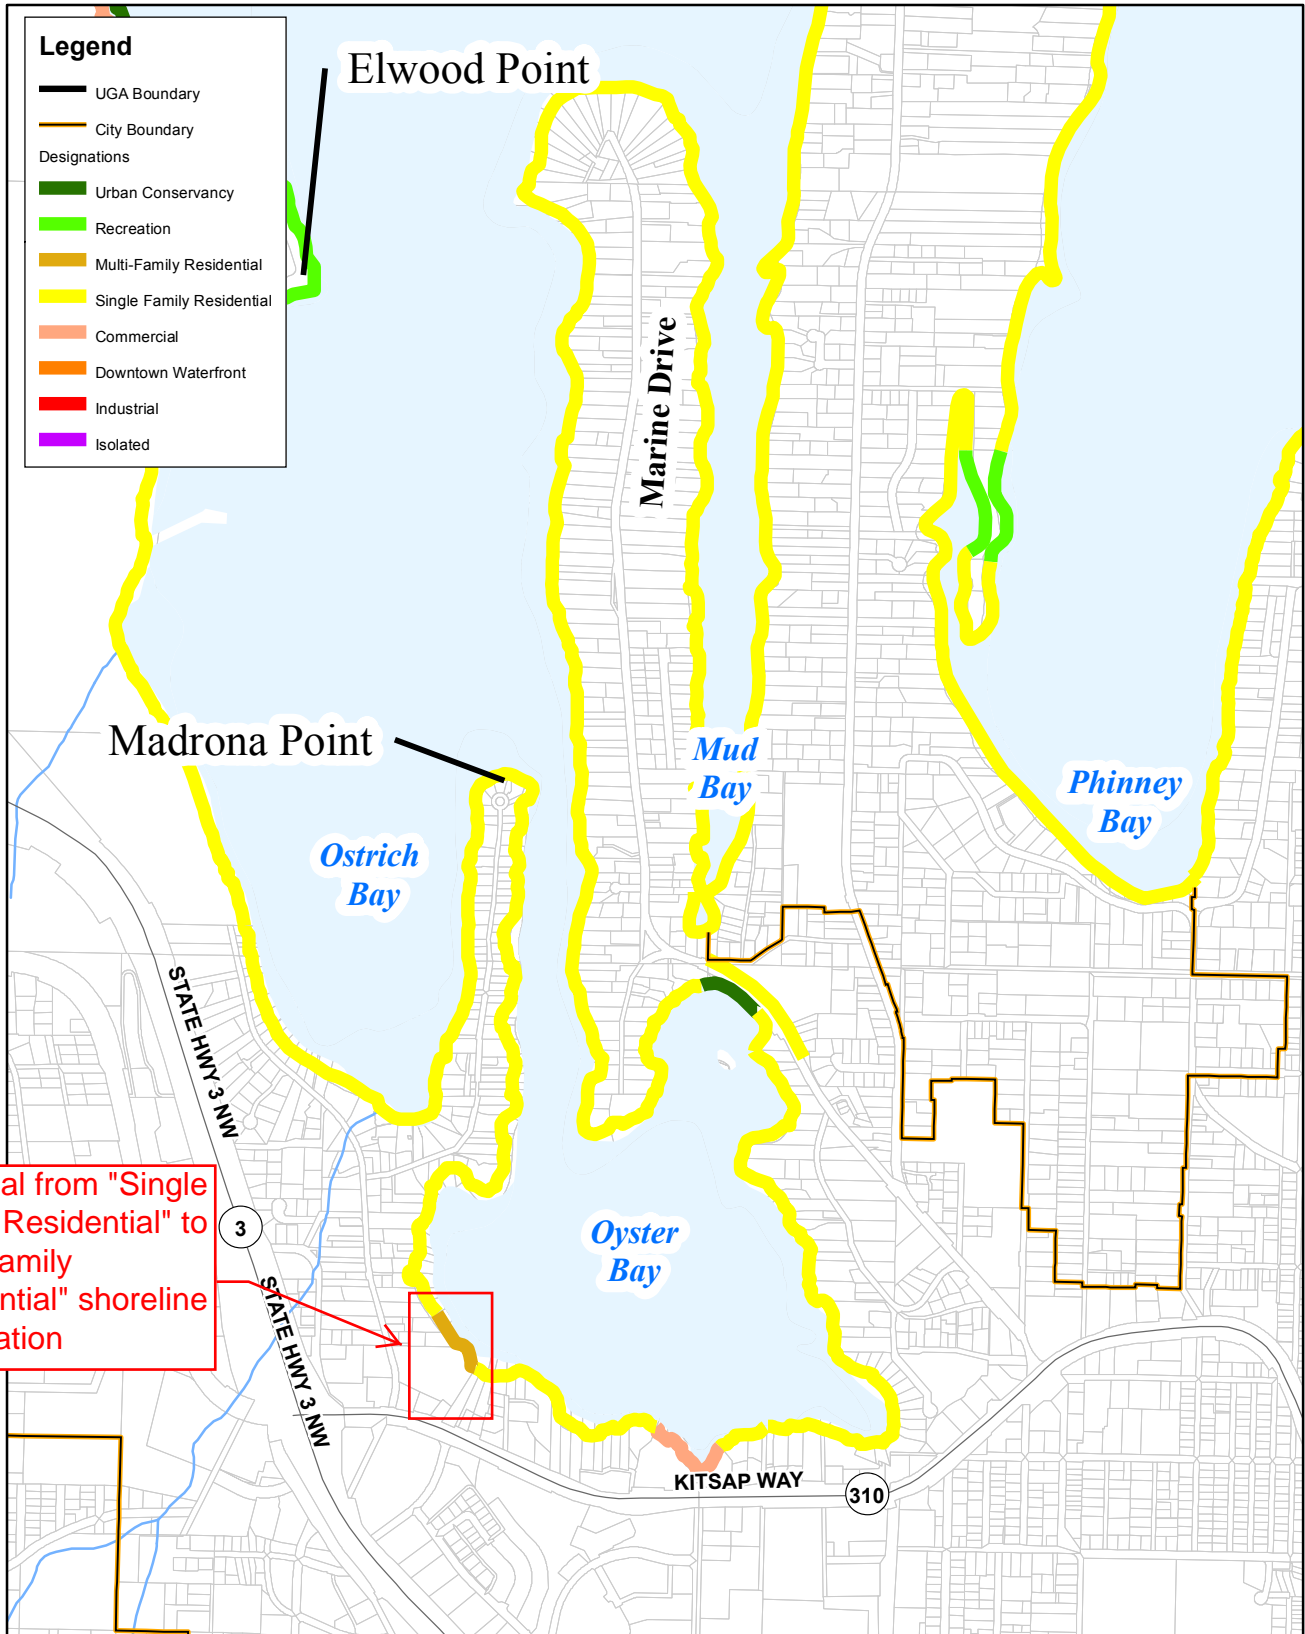 Legend
UGA Boundary
City Boundary
Designations
Urban Conservancy
Recreation
Multi-Family Residential
Single Family Residential
Commercial
Downtown Waterfront
Industrial
Isolated
Elwood Point
Marine Drive
Madrona Point
Mud
Bay
Phinney
Bay
Ostrich
Bay
STATE HWY 3 NW
al from "Single
Residential" to
amily
ntial" shoreline
ation
3
Oyster
Bay
STATE HWY 3 NW
KITSAP WAY
310